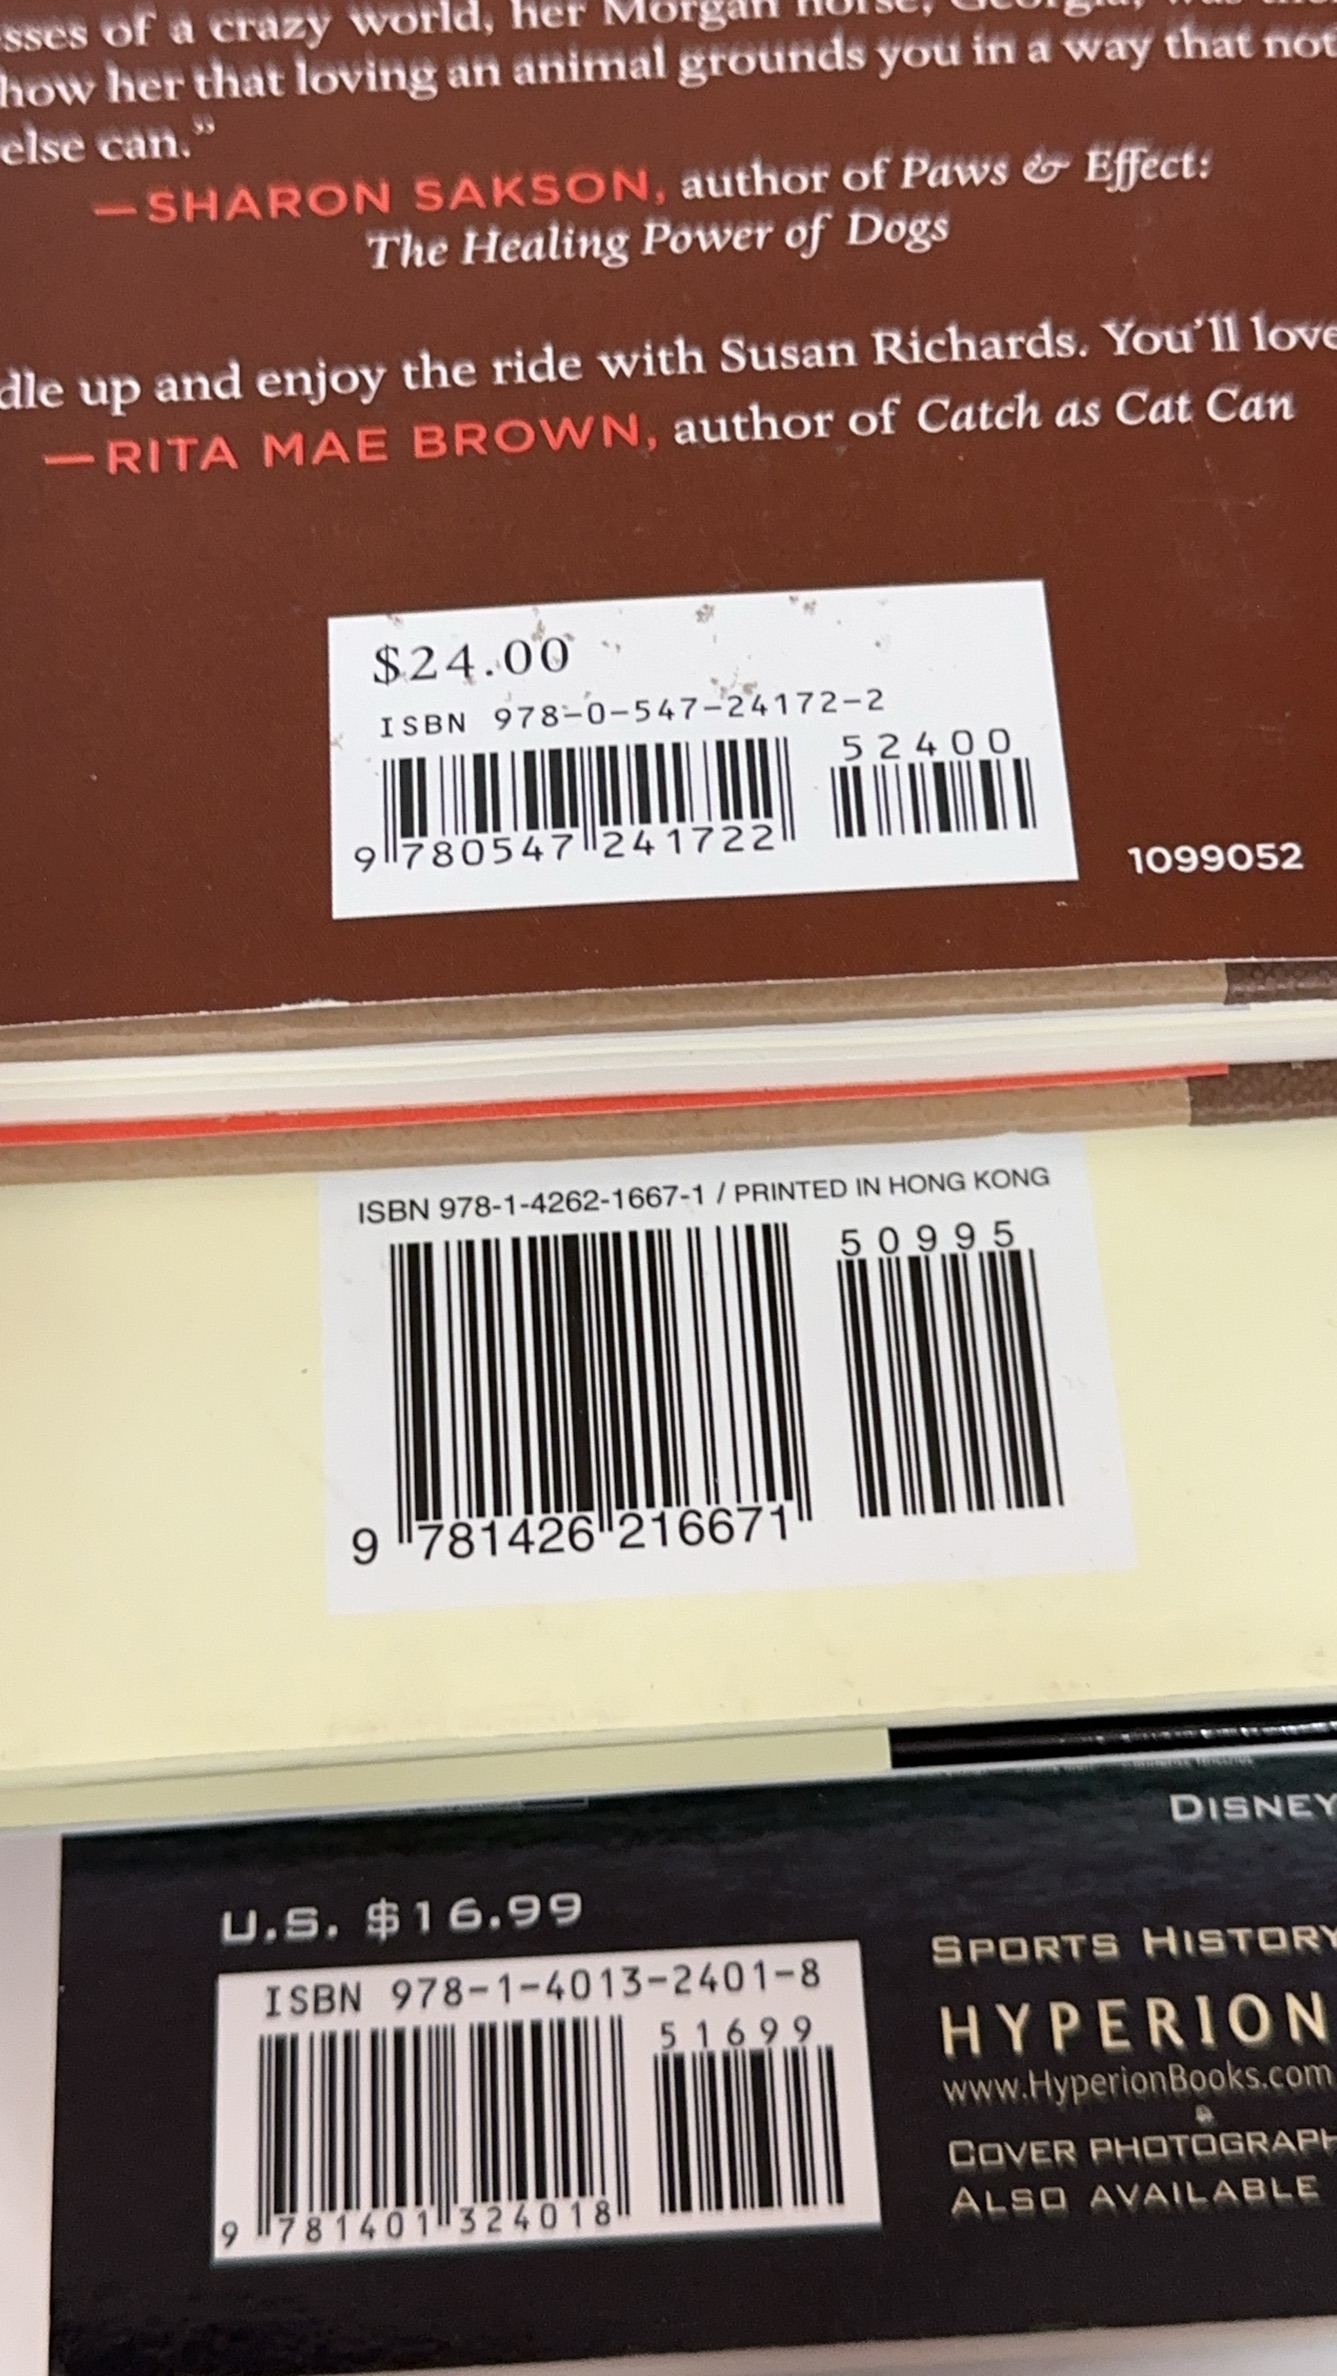 sses of a crazy world, her Morgan horse, Georgia,
how her that loving an animal grounds you in a way that not
else can.”
—SHARON SAKSON, author of Paws & Effect:
The Healing Power of Dogs
dle up and enjoy the ride with Susan Richards. You’ll love
—RITA MAE BROWN, author of Catch as Cat Can
$24.00
ISBN 978-0-547-24172-2
52400
9 780547 241722
1099052
ISBN 978-1-4262-1667-1 / PRINTED IN HONG KONG
50995
9 781426 216671
DISNEY
U.S. $16.99
SPORTS HISTORY
ISBN 978-1-4013-2401-8
HYPERION
51699
www.HyperionBooks.com
COVER PHOTOGRAPH
ALSO AVAILABLE
9 781401 324018